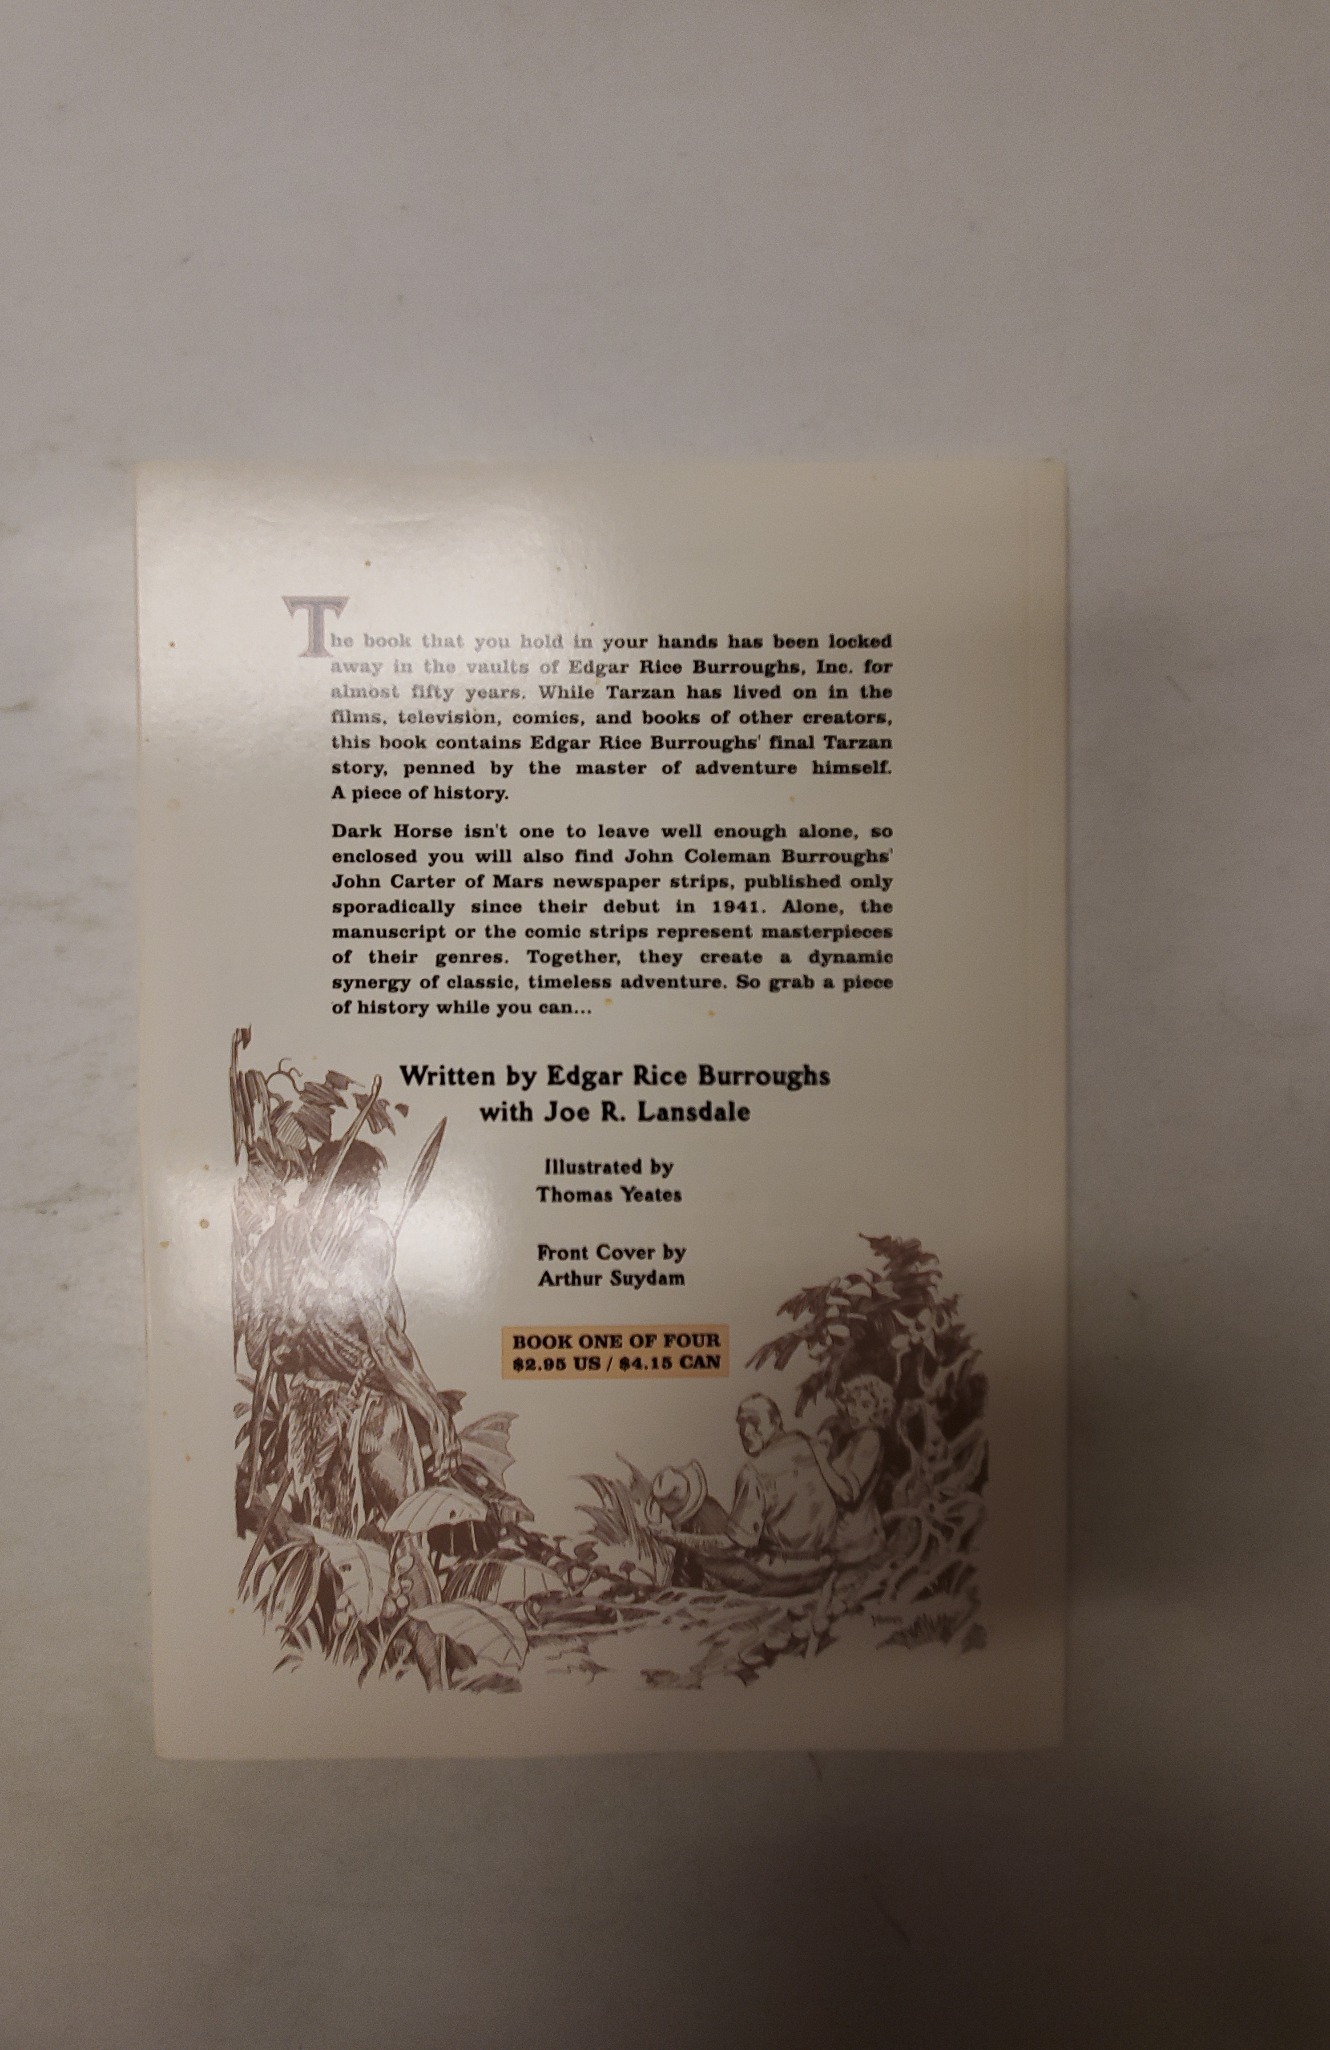 The book that you hold in your hands has been locked
away in the vaults of Edgar Rice Burroughs, Inc. for
almost fifty years. While Tarzan has lived on in the
films, television, comics, and books of other creators,
this book contains Edgar Rice Burroughs' final Tarzan
story, penned by the master of adventure himself.
A piece of history.
Dark Horse isn't one to leave well enough alone, so
enclosed you will also find John Coleman Burroughs'
John Carter of Mars newspaper strips, published only
sporadically since their debut in 1941. Alone, the
manuscript or the comic strips represent masterpieces
of their genres. Together, they create a dynamic
synergy of classic, timeless adventure. So grab a piece
of history while you can...
Written by Edgar Rice Burroughs
with Joe R. Lansdale
Illustrated by
Thomas Yeates
Front Cover by
Arthur Suydam
BOOK ONE OF FOUR
$2.95 US / $4.15 CAN